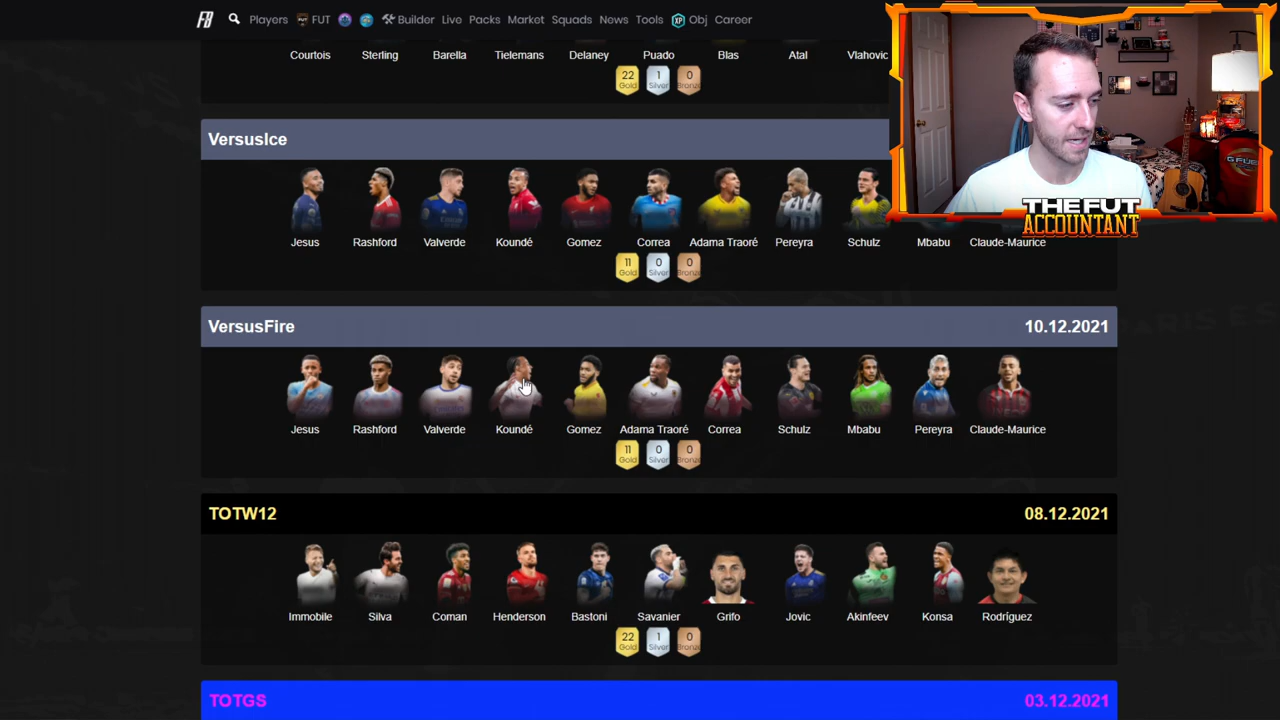 FB Players FUT Builder Live Packs Market Squads News Tools XP Obj Career
Courtois Sterling Barella Tielemans Delaney Puado Blas Atal Vlahovic
22 Gold 1 Silver 0 Bronze
VersusIce
Jesus Rashford Valverde Koundé Gomez Correa Adama Traoré Pereyra Schulz Mbabu Claude-Maurice
11 Gold 0 Silver 0 Bronze
THE FUT
ACCOUNTANT
VersusFire 10.12.2021
Jesus Rashford Valverde Koundé Gomez Adama Traoré Correa Schulz Mbabu Pereyra Claude-Maurice
11 Gold 0 Silver 0 Bronze
TOTW12 08.12.2021
Immobile Silva Coman Henderson Bastoni Savanier Grifo Jovic Akinfeev Konsa Rodríguez
22 Gold 1 Silver 0 Bronze
TOTGS 03.12.2021